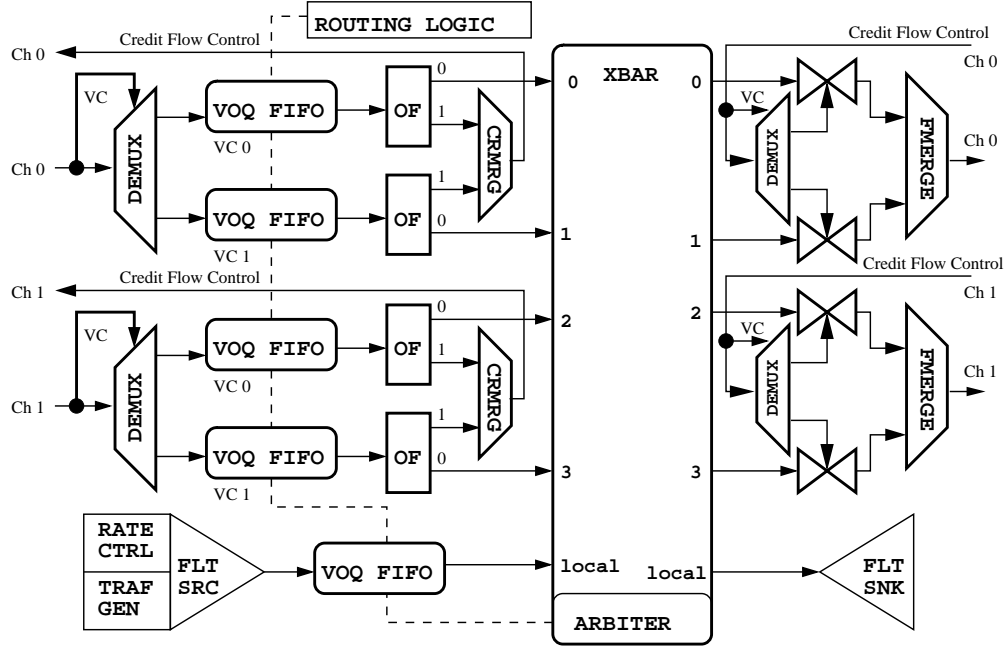 ROUTING LOGIC
Credit Flow Control
Ch 0
VC
DEMUX
Ch 0
VOQ FIFO
VC 0
OF
0
1
CRMRG
VOQ FIFO
VC 1
OF
1
0
Credit Flow Control
Ch 1
VC
DEMUX
Ch 1
VOQ FIFO
VC 0
OF
0
1
CRMRG
VOQ FIFO
VC 1
OF
1
0
RATE
CTRL
TRAF
GEN
FLT
SRC
VOQ FIFO
XBAR
0
1
2
3
local
0
1
2
3
local
ARBITER
Credit Flow Control
Ch 0
VC
DEMUX
FMERGE
Ch 0
Credit Flow Control
Ch 1
VC
DEMUX
FMERGE
Ch 1
FLT
SNK